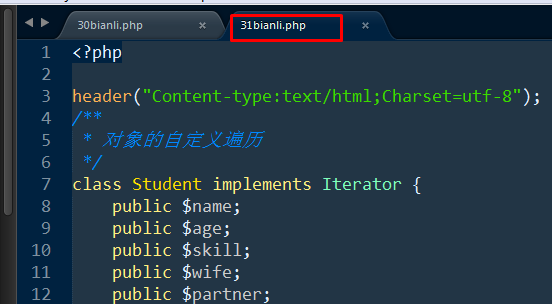 30bianli.php × 31bianli.php ×
1 <?php
2
3 header("Content-type:text/html;Charset=utf-8");
4 /**
5  * 对象的自定义遍历
6  */
7 class Student implements Iterator {
8     public $name;
9     public $age;
10     public $skill;
11     public $wife;
12     public $partner;